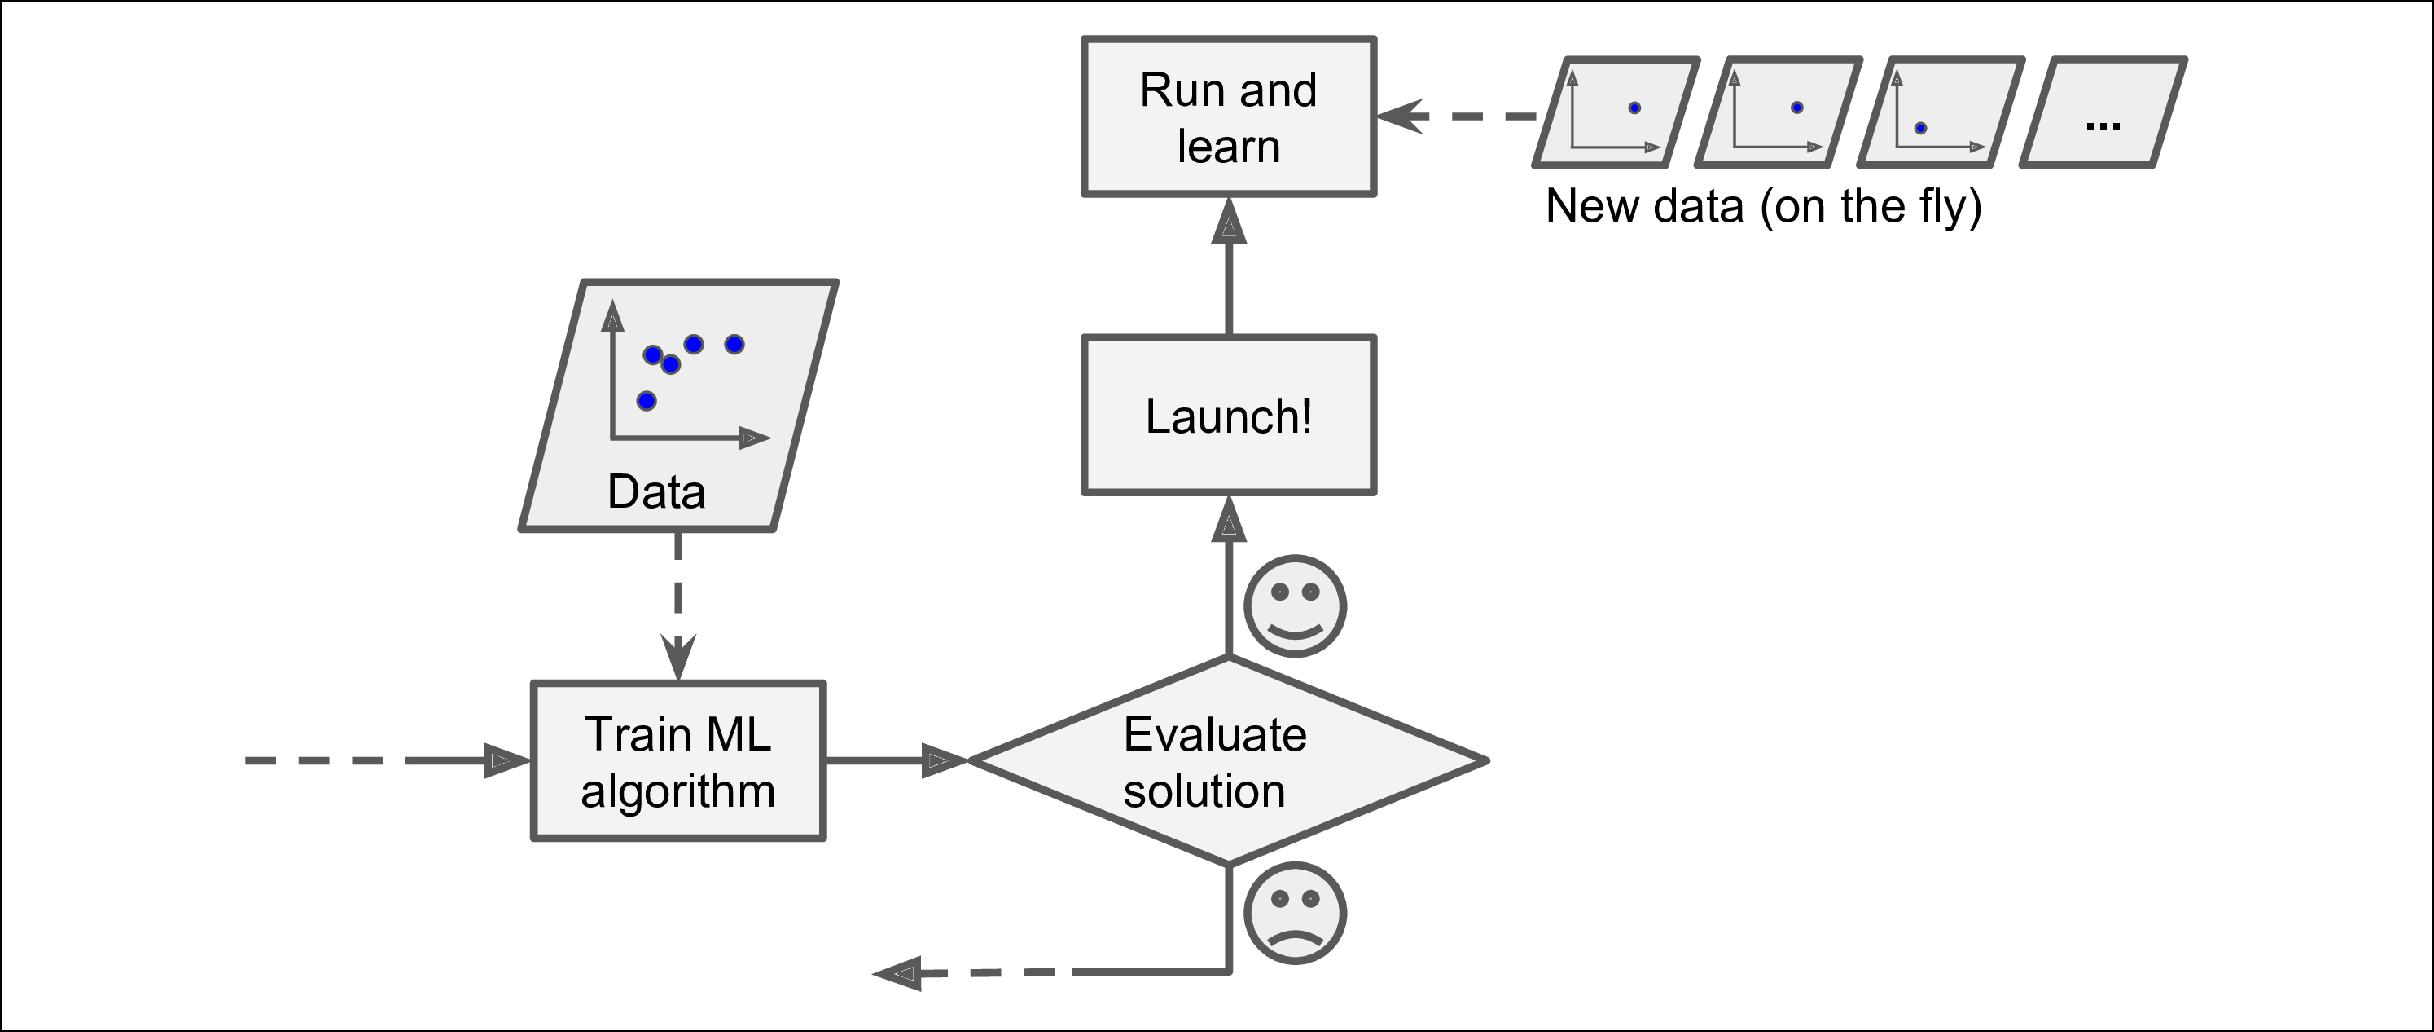 Run and
learn
...
New data (on the fly)
Data
Launch!
Train ML
algorithm
Evaluate
solution